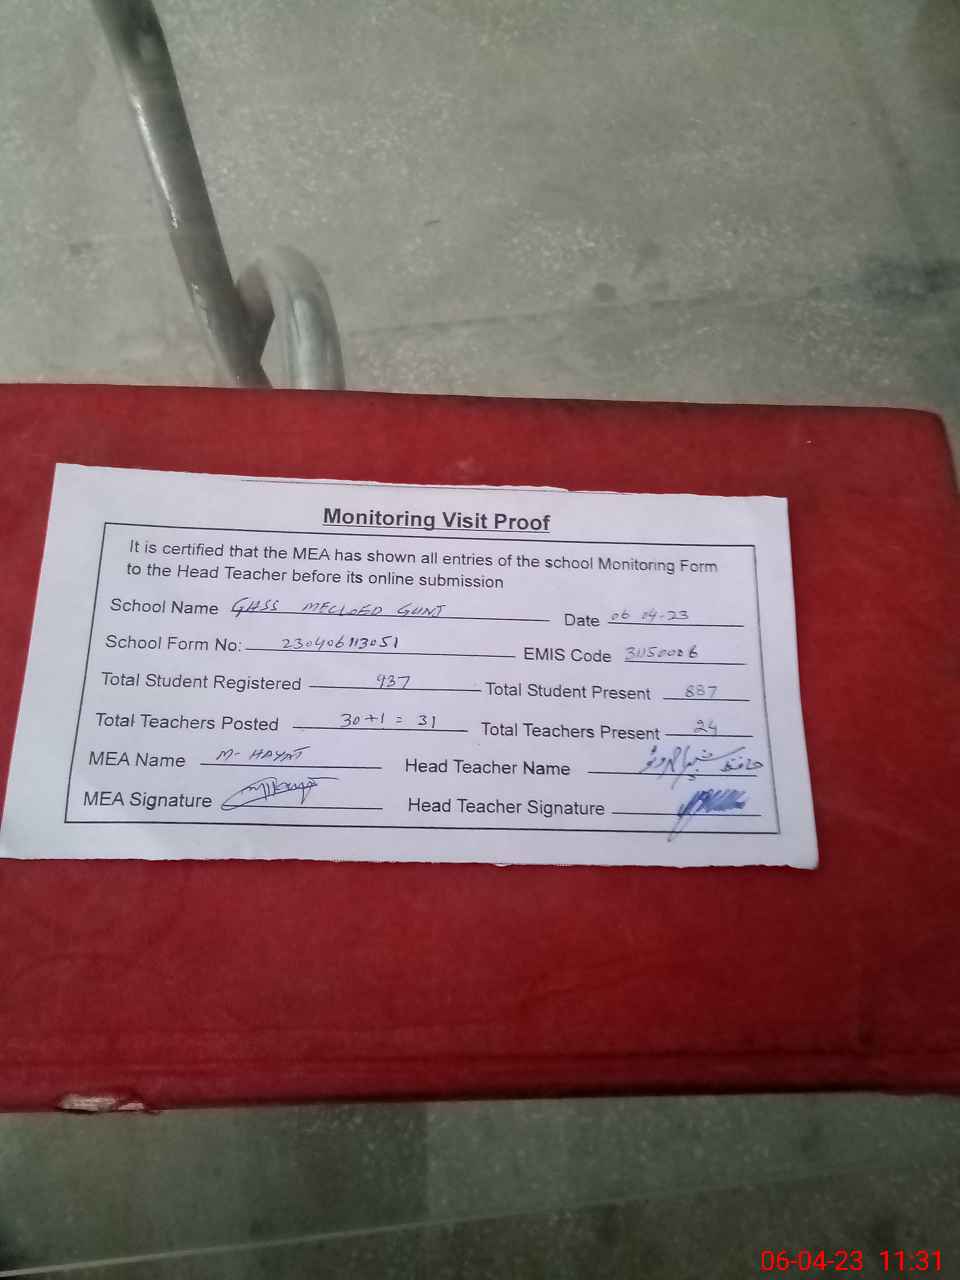 Monitoring Visit Proof
It is certified that the MEA has shown all entries of the school Monitoring Form
to the Head Teacher before its online submission
School Name GHSS MECLOED GUNJ Date 06 04-23
School Form No: 230406113051 EMIS Code 31150006
Total Student Registered 937 Total Student Present 887
Total Teachers Posted 30+1 = 31 Total Teachers Present 24
MEA Name M- HAYAT Head Teacher Name حافظ
MEA Signature Head Teacher Signature
06-04-23 11:31